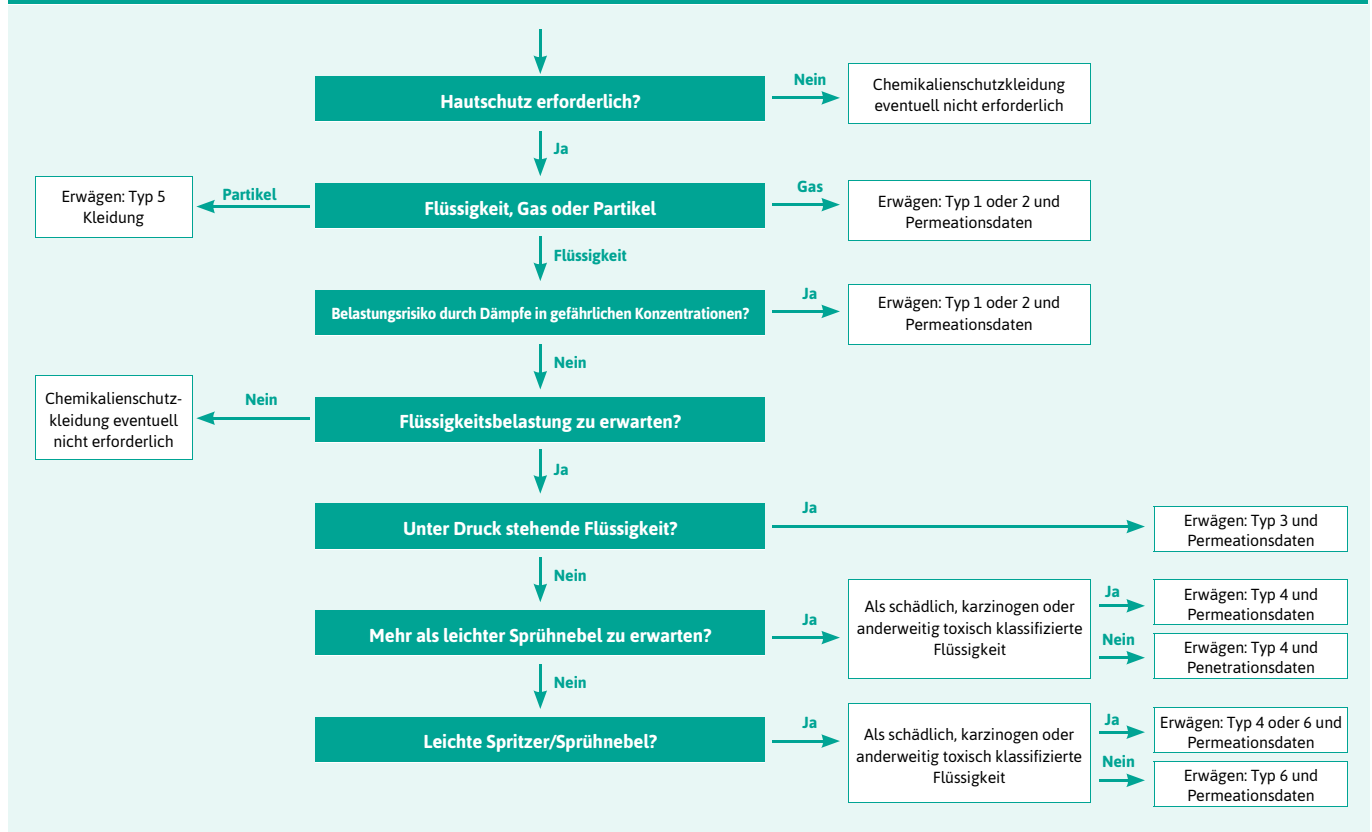 Hautschutz erforderlich?
Nein
Chemikalienschutzkleidung
eventuell nicht erforderlich
Ja
Erwägen: Typ 5
Kleidung
Partikel
Flüssigkeit, Gas oder Partikel
Gas
Erwägen: Typ 1 oder 2 und
Permeationsdaten
Flüssigkeit
Belastungsrisiko durch Dämpfe in gefährlichen Konzentrationen?
Ja
Erwägen: Typ 1 oder 2 und
Permeationsdaten
Nein
Chemikalienschutz-
kleidung eventuell
nicht erforderlich
Nein
Flüssigkeitsbelastung zu erwarten?
Ja
Unter Druck stehende Flüssigkeit?
Ja
Erwägen: Typ 3 und
Permeationsdaten
Nein
Mehr als leichter Sprühnebel zu erwarten?
Ja
Als schädlich, karzinogen oder
anderweitig toxisch klassifizierte
Flüssigkeit
Ja
Erwägen: Typ 4 und
Permeationsdaten
Nein
Erwägen: Typ 4 und
Penetrationsdaten
Nein
Leichte Spritzer/Sprühnebel?
Ja
Als schädlich, karzinogen oder
anderweitig toxisch klassifizierte
Flüssigkeit
Ja
Erwägen: Typ 4 oder 6 und
Permeationsdaten
Nein
Erwägen: Typ 6 und
Permeationsdaten